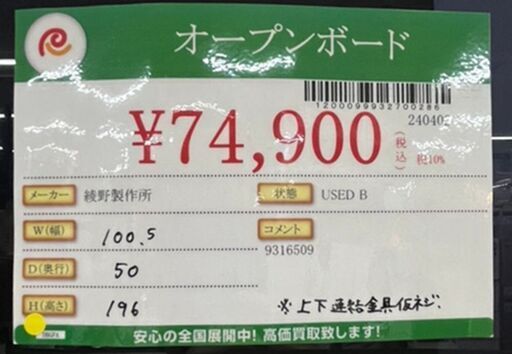 オープンボード
1200099932700286
24040
¥74,900
(税込)
税10%
メーカー 綾野製作所
状態 USED B
W(幅) 100.5
コメント
9316509
D(奥行) 50
H(高さ) 196
※上下連結金具仮ネジ.
安心の全国展開中! 高価買取致します!